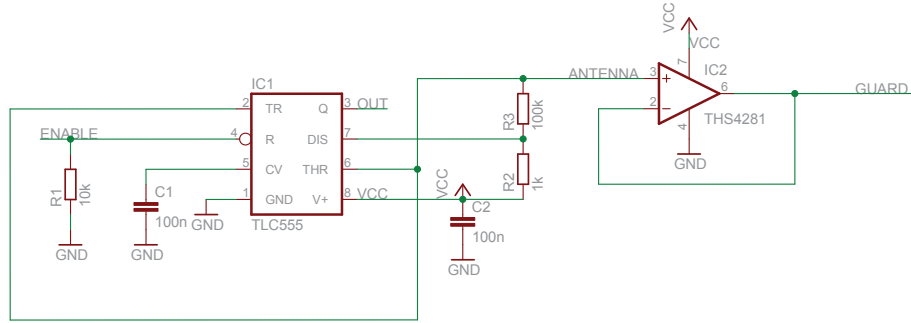 VCC
VCC
IC1
ANTENNA
3
7
IC2
6
GUARD
2
TR
Q
3
OUT
R3
100k
2
THS4281
ENABLE
4
R
DIS
7
4
5
CV
THR
6
GND
R1
10k
C1
R2
1k
1
GND
V+
8
VCC
VCC
C2
100n
GND
TLC555
100n
GND
GND
GND